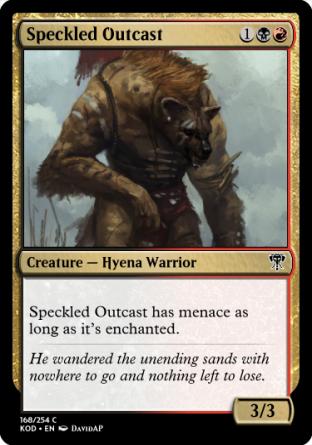 Speckled Outcast 1
Creature — Hyena Warrior
Speckled Outcast has menace as
long as it's enchanted.
He wandered the unending sands with
nowhere to go and nothing left to lose.
3/3
168/254 C
KOD • EN DavidAP